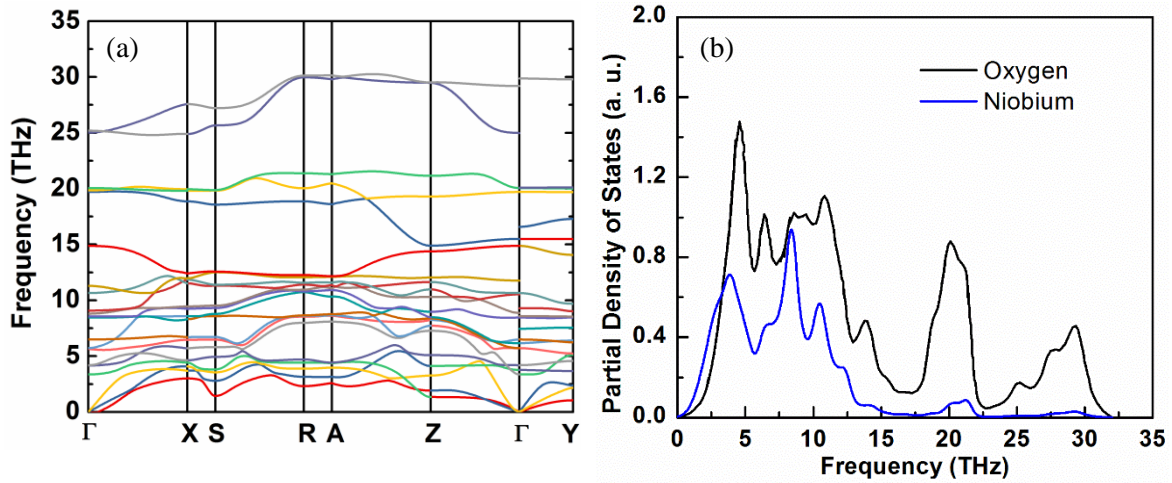 (a)
Frequency (THz)
35
30
25
20
15
10
5
0
Γ X S R A Z Γ Y
(b)
Partial Density of States (a. u.)
2.0
1.6
1.2
0.8
0.4
0.0
Oxygen
Niobium
0 5 10 15 20 25 30 35
Frequency (THz)